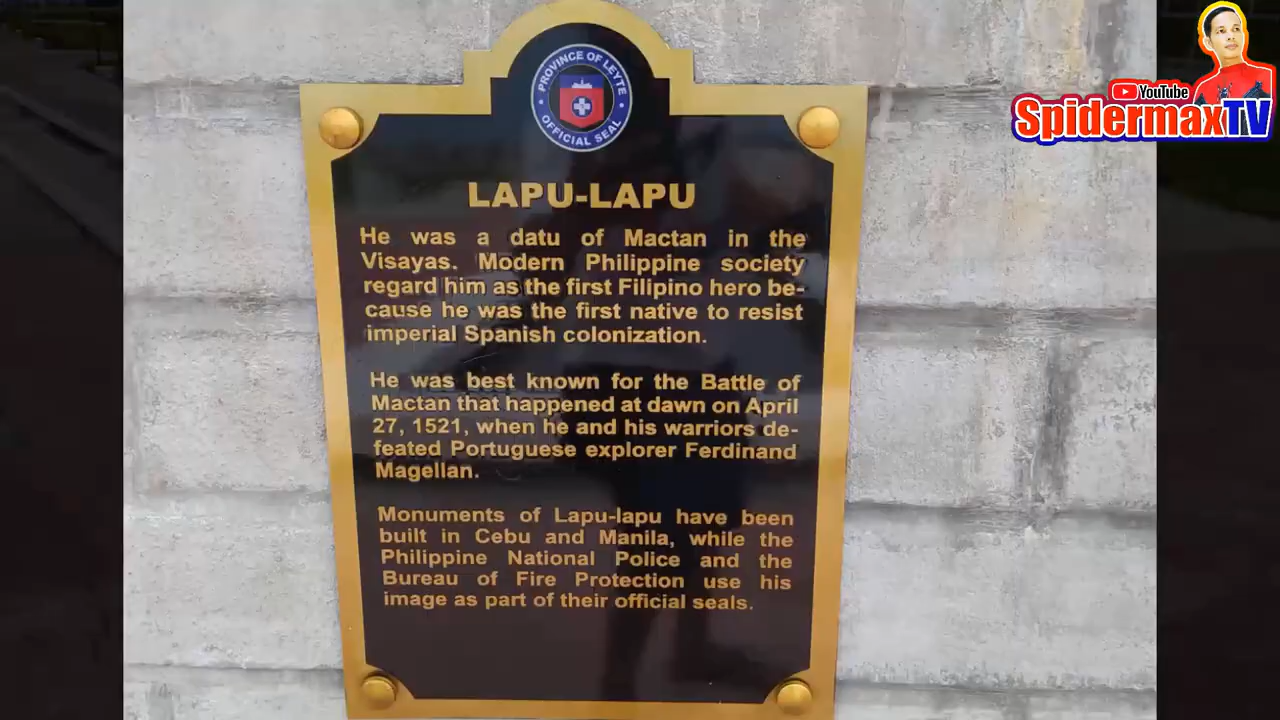 PROVINCE OF LEYTE
OFFICIAL SEAL
YouTube
SpidermaxTV
LAPU-LAPU
He was a datu of Mactan in the
Visayas. Modern Philippine society
regard him as the first Filipino hero be-
cause he was the first native to resist
imperial Spanish colonization.
He was best known for the Battle of
Mactan that happened at dawn on April
27, 1521, when he and his warriors de-
feated Portuguese explorer Ferdinand
Magellan.
Monuments of Lapu-lapu have been
built in Cebu and Manila, while the
Philippine National Police and the
Bureau of Fire Protection use his
image as part of their official seals.